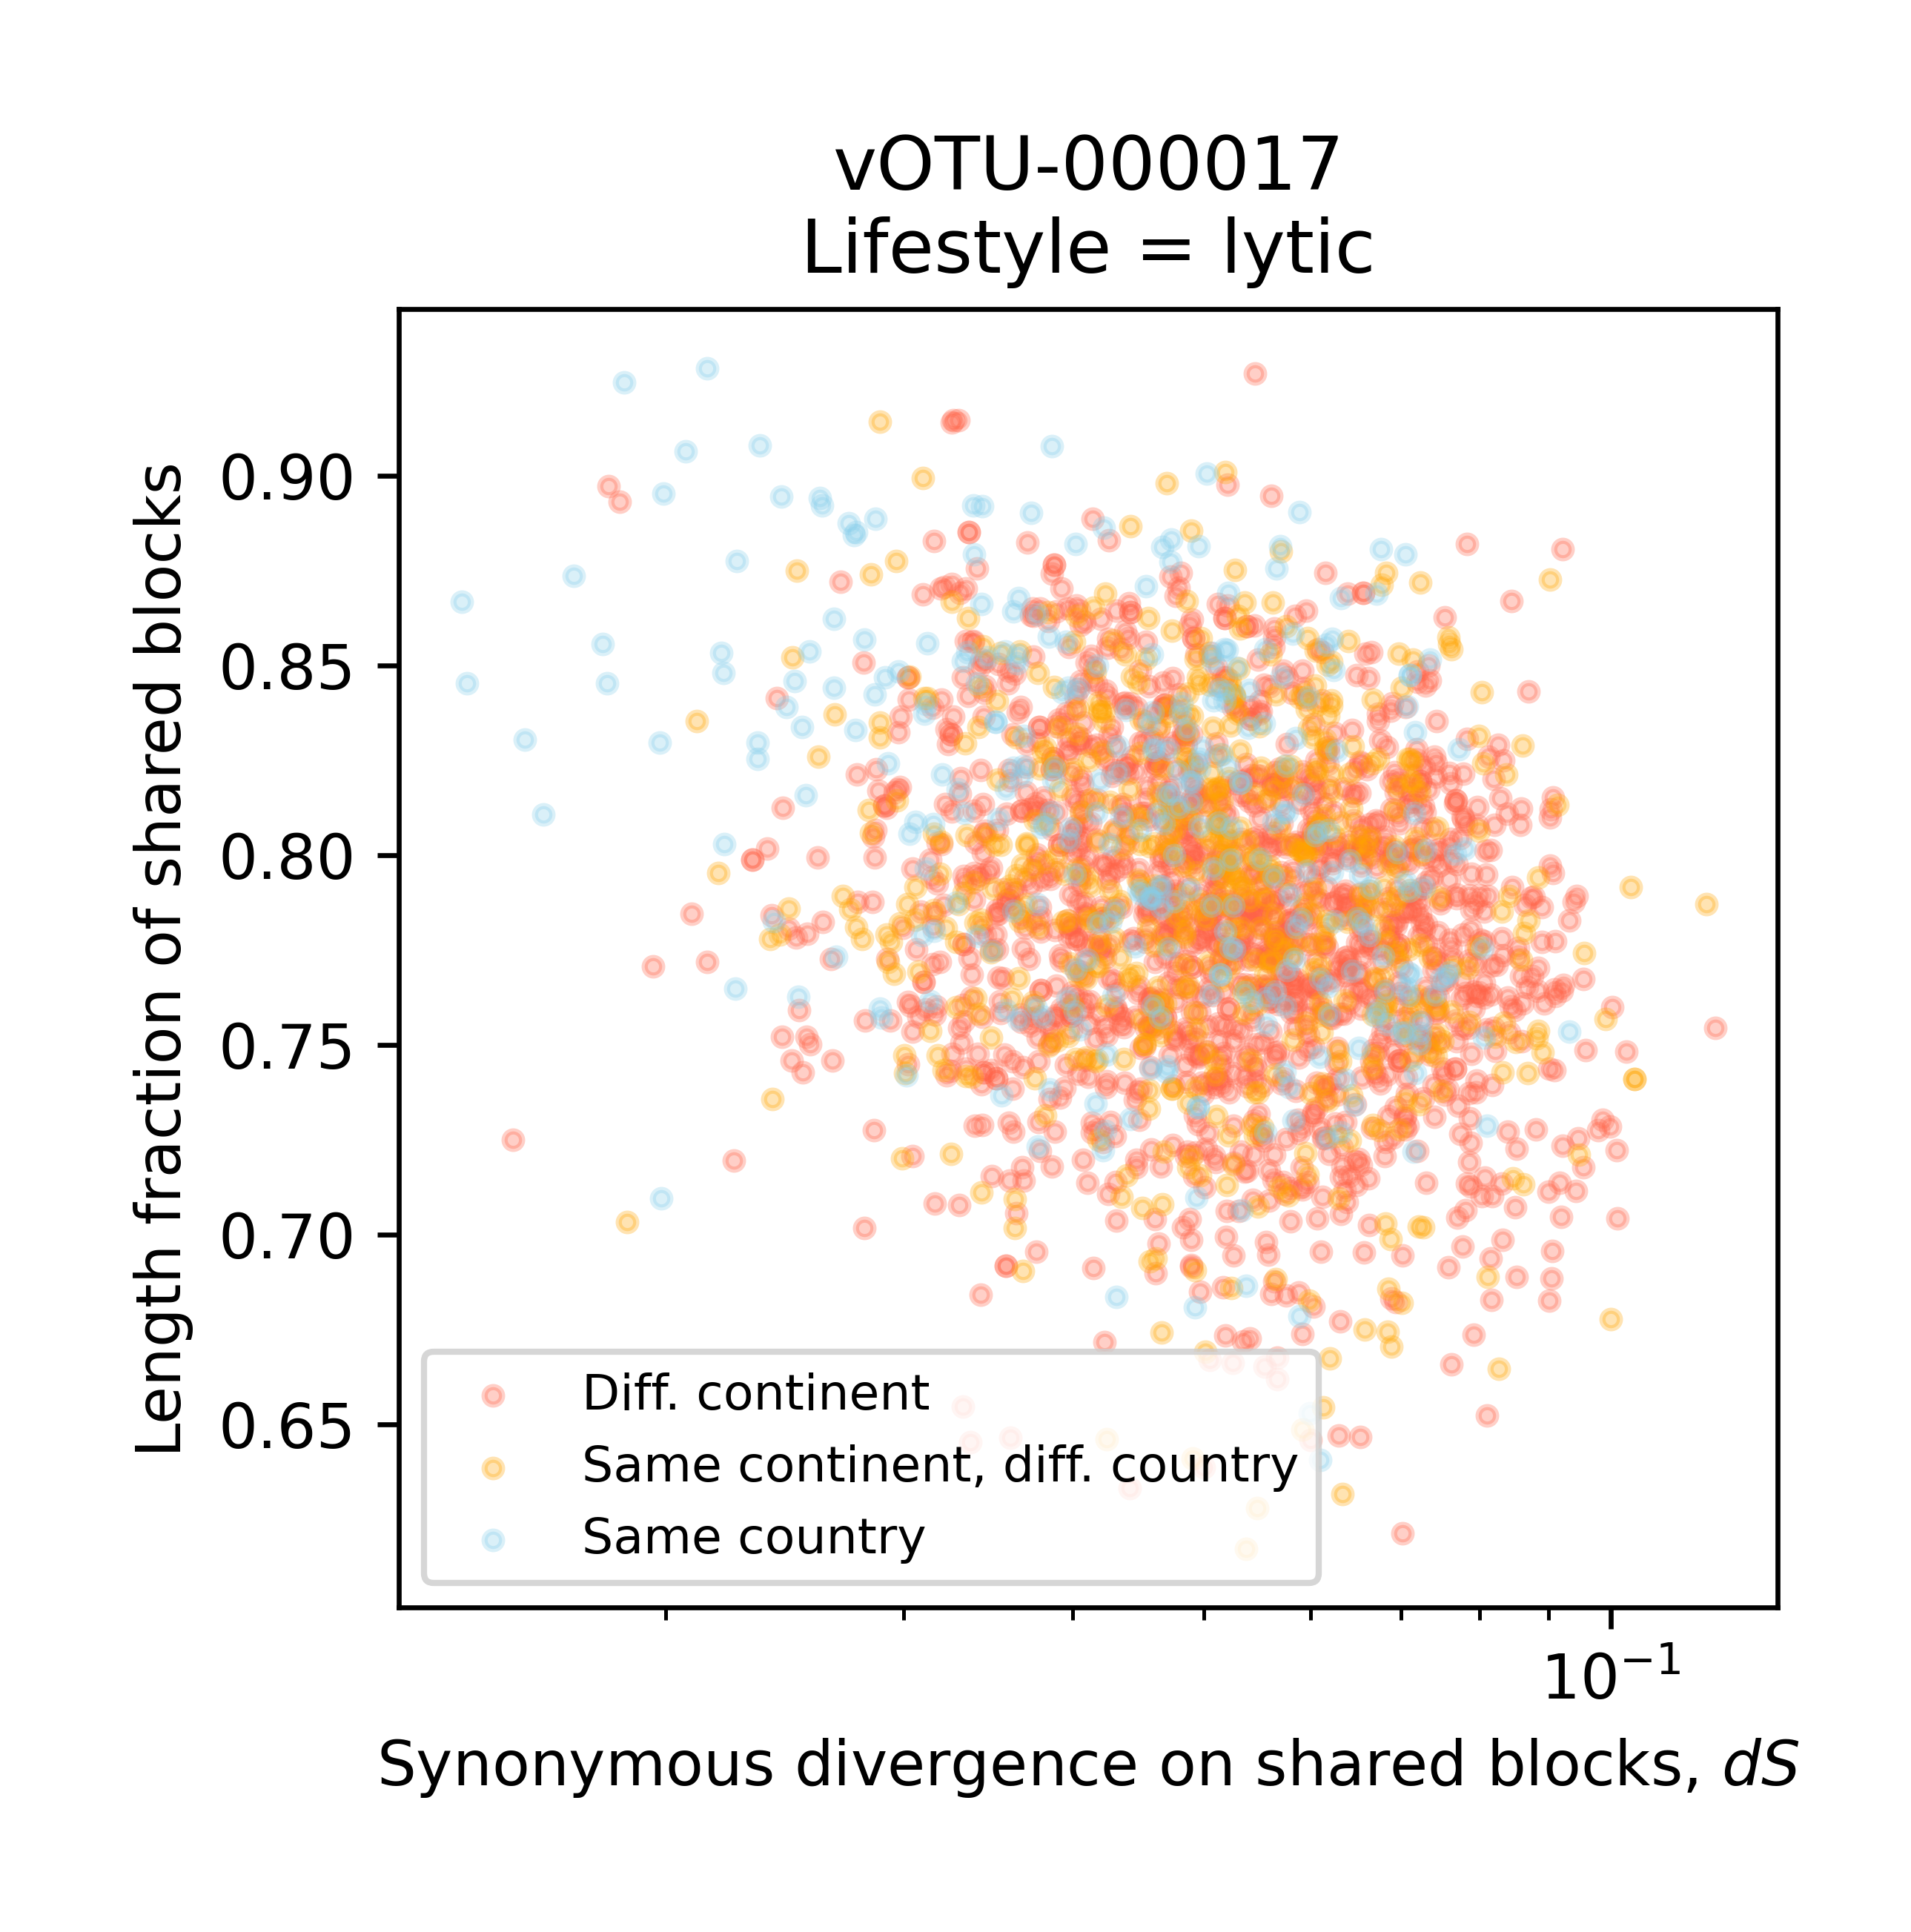 vOTU-000017
Lifestyle = lytic
Length fraction of shared blocks
0.90
0.85
0.80
0.75
0.70
0.65
Diff. continent
Same continent, diff. country
Same country
10⁻¹
Synonymous divergence on shared blocks, dS